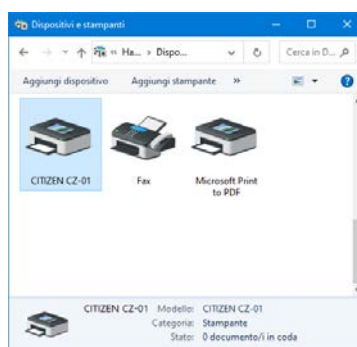 Dispositivi e stampanti
« Ha... › Dispo...
Cerca in D...
Aggiungi dispositivo Aggiungi stampante »
CITIZEN CZ-01
Fax
Microsoft Print
to PDF
CITIZEN CZ-01 Modello: CITIZEN CZ-01
Categoria: Stampante
Stato: 0 documento/i in coda